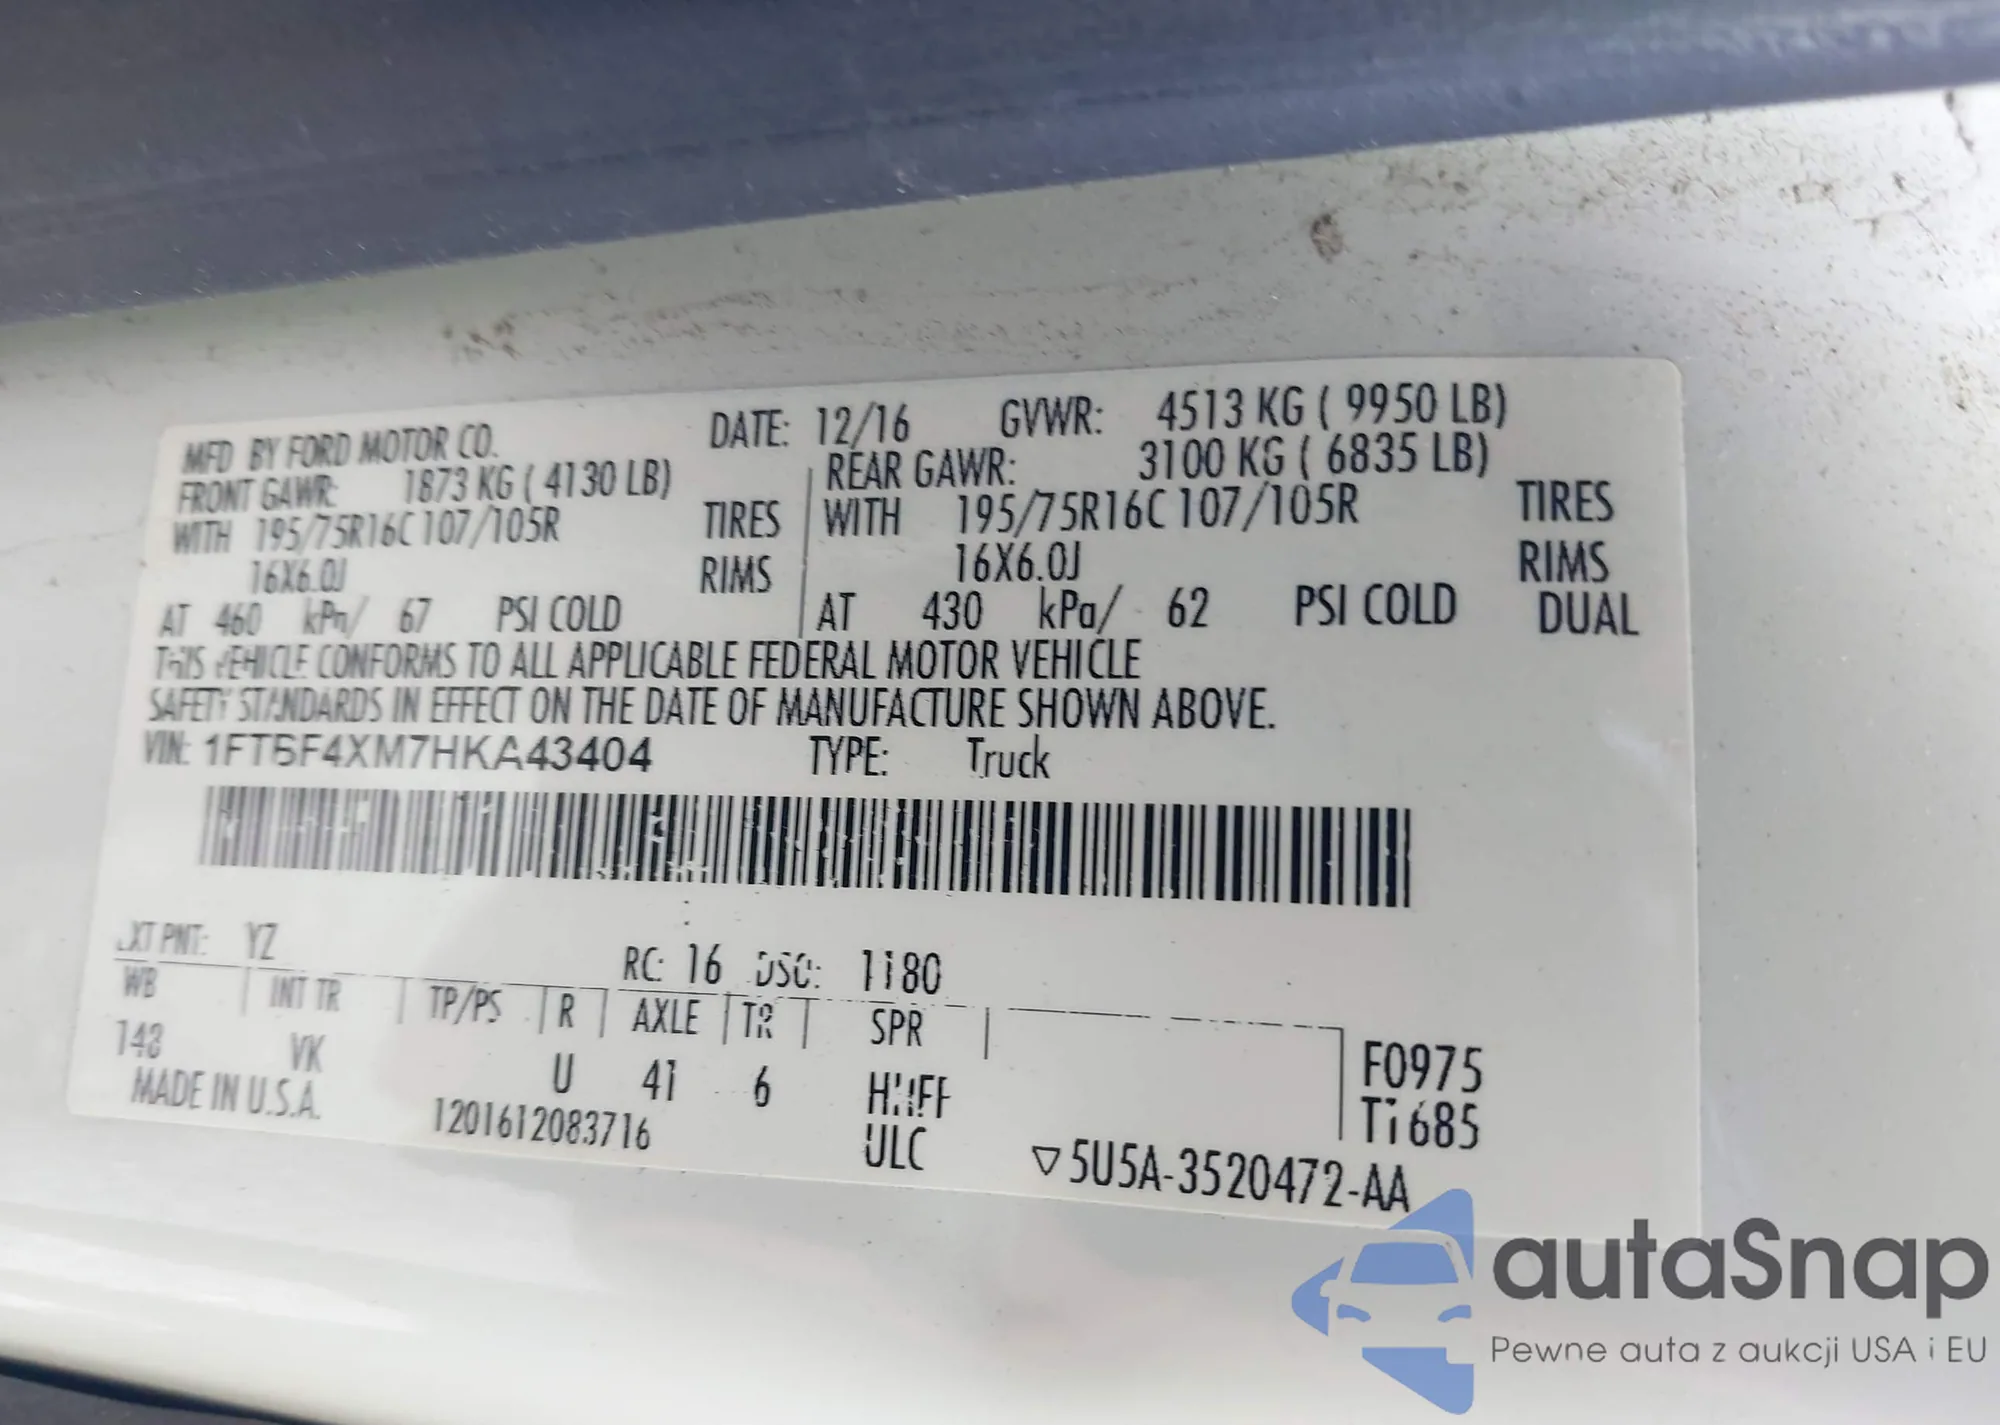 MFD BY FORD MOTOR CO. DATE: 12/16 GVWR: 4513 KG ( 9950 LB)
FRONT GAWR: 1873 KG ( 4130 LB) REAR GAWR: 3100 KG ( 6835 LB)
WITH 195/75R16C 107/105R TIRES WITH 195/75R16C 107/105R TIRES
16X6.0J RIMS 16X6.0J RIMS
AT 460 kPa/ 67 PSI COLD AT 430 kPa/ 62 PSI COLD DUAL
THIS VEHICLE CONFORMS TO ALL APPLICABLE FEDERAL MOTOR VEHICLE
SAFETY STANDARDS IN EFFECT ON THE DATE OF MANUFACTURE SHOWN ABOVE.
VIN: 1FTBF4XM7HKA43404 TYPE: Truck
EXT PNT: YZ RC: 16 DSO: 1180
WB INT TR TP/PS R AXLE TR SPR
148 VK U 41 6 F0975
MADE IN U.S.A. 1201612083716 ULC T1685
▽5U5A-3520472-AA
autaSnap
Pewne auta z aukcji USA i EU